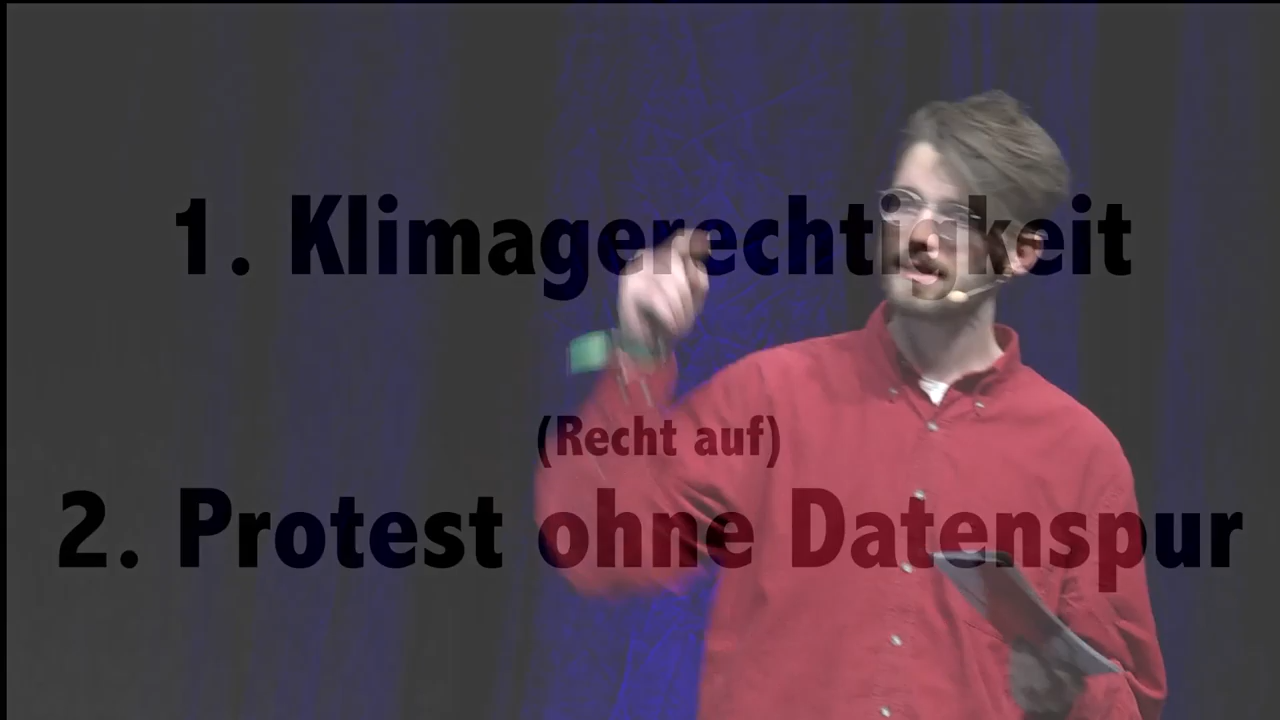 1. Klimagerechtigkeit
(Recht auf)
2. Protest ohne Datenspur